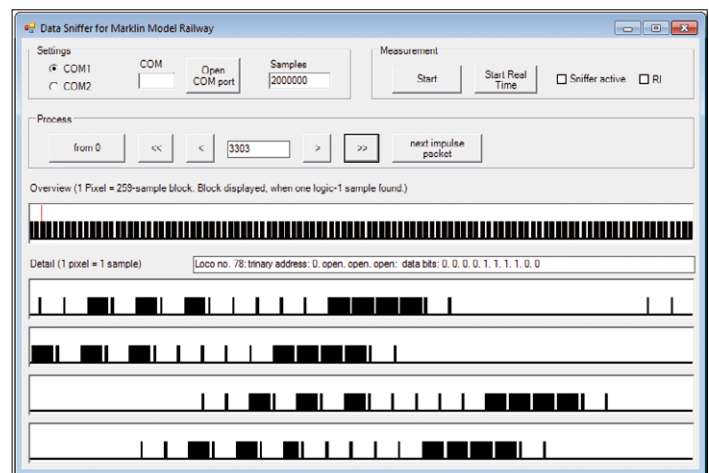 Data Sniffer for Marklin Model Railway
Settings
COM1
COM2
COM
Open COM port
Samples
2000000
Measurement
Start
Start Real Time
Sniffer active
RI
Process
from 0
<<
<
3303
>
>>
next impulse packet
Overview (1 Pixel = 259-sample block. Block displayed, when one logic-1 sample found.)
Detail (1 pixel = 1 sample)
Loco no. 78: trinary address: 0. open. open. open: data bits: 0. 0. 0. 0. 1. 1. 1. 1. 0. 0